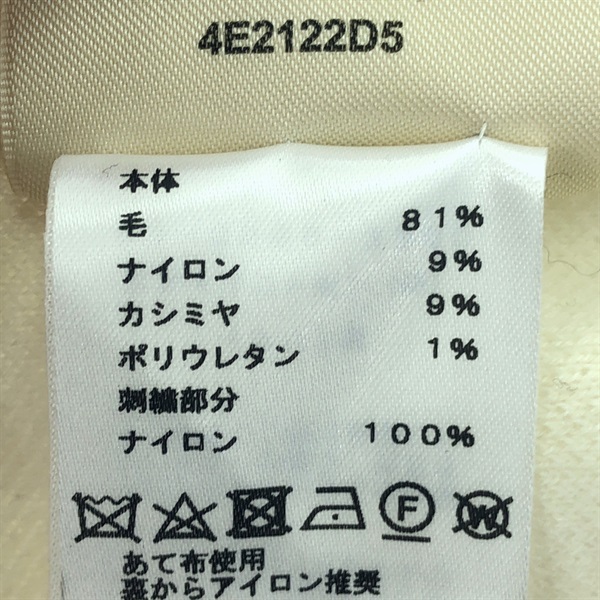 4E2122D5
本体
毛 81%
ナイロン 9%
カシミヤ 9%
ポリウレタン 1%
刺繍部分
ナイロン 100%
F W
あて布使用
裏からアイロン推奨